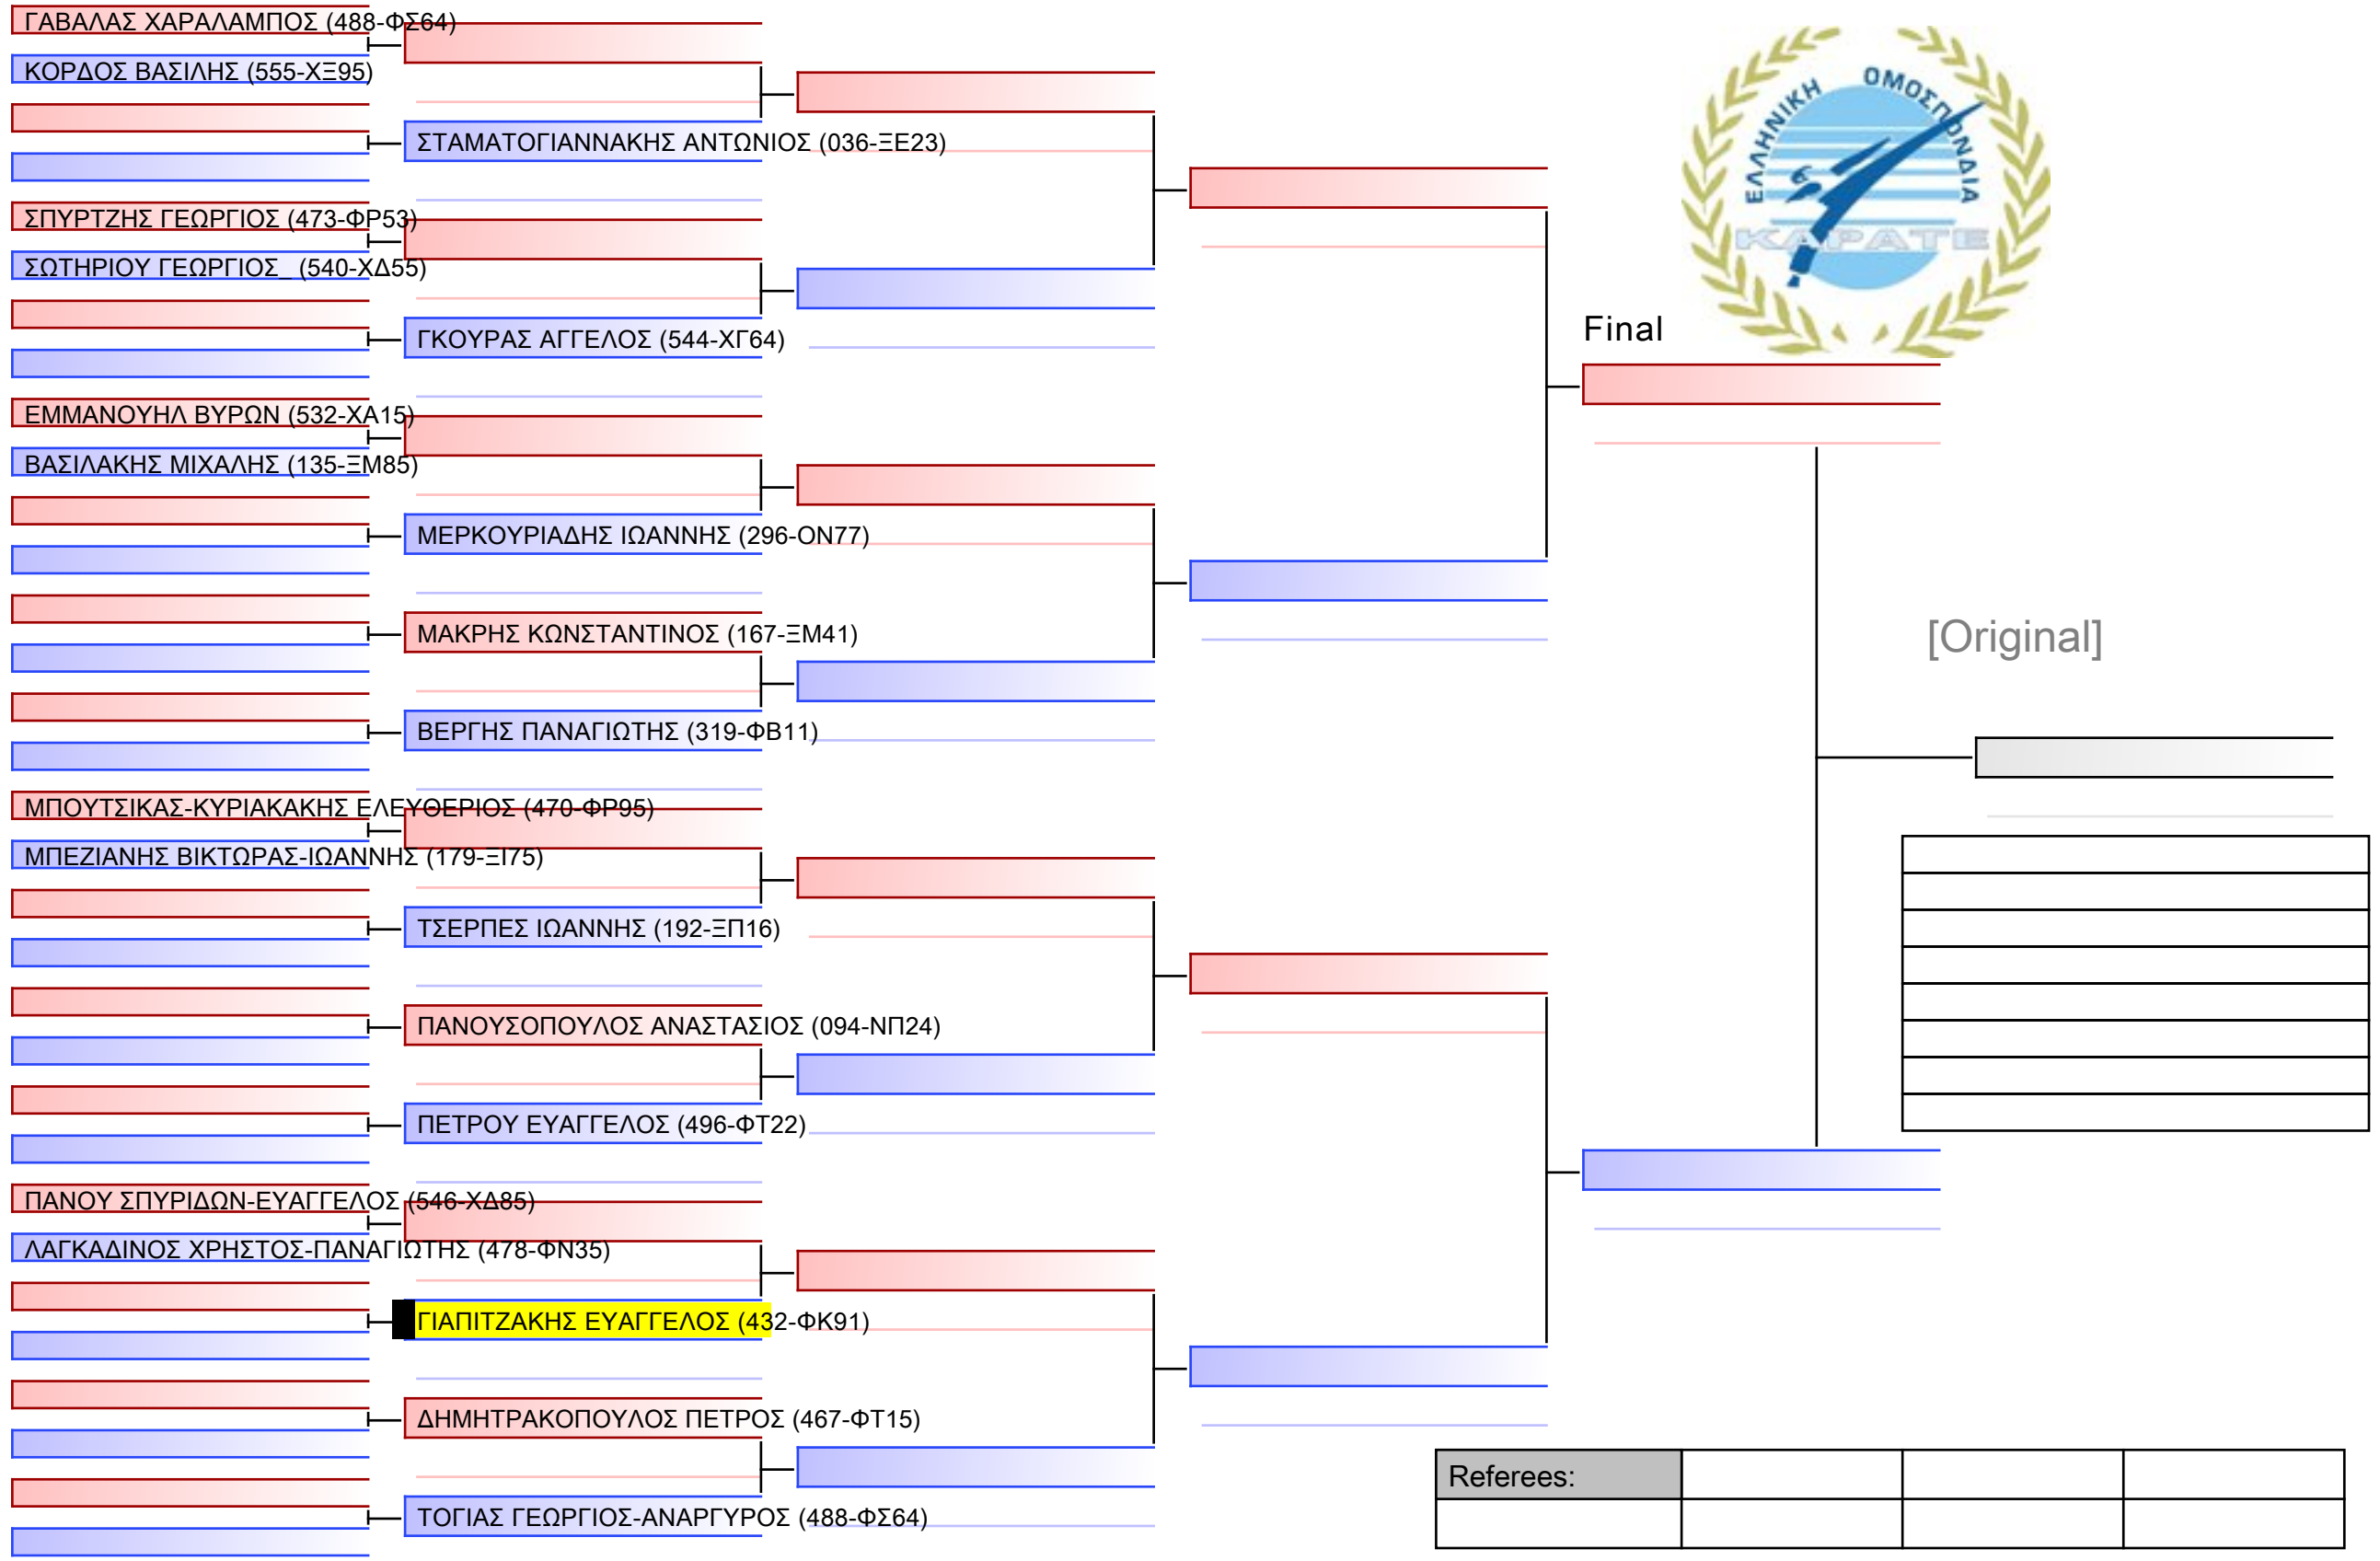 ΓΑΒΑΛΑΣ ΧΑΡΑΛΑΜΠΟΣ (488-ΦΣ64)
ΚΟΡΔΟΣ ΒΑΣΙΛΗΣ (555-ΧΞ95)
ΣΤΑΜΑΤΟΓΙΑΝΝΑΚΗΣ ΑΝΤΩΝΙΟΣ (036-ΞΕ23)
ΣΠΥΡΤΖΗΣ ΓΕΩΡΓΙΟΣ (473-ΦΡ53)
ΣΩΤΗΡΙΟΥ ΓΕΩΡΓΙΟΣ_ (540-ΧΔ55)
ΓΚΟΥΡΑΣ ΑΓΓΕΛΟΣ (544-ΧΓ64)
ΕΜΜΑΝΟΥΗΛ ΒΥΡΩΝ (532-ΧΑ15)
ΒΑΣΙΛΑΚΗΣ ΜΙΧΑΛΗΣ (135-ΞΜ85)
ΜΕΡΚΟΥΡΙΑΔΗΣ ΙΩΑΝΝΗΣ (296-ΟΝ77)
ΜΑΚΡΗΣ ΚΩΝΣΤΑΝΤΙΝΟΣ (167-ΞΜ41)
ΒΕΡΓΗΣ ΠΑΝΑΓΙΩΤΗΣ (319-ΦΒ11)
ΜΠΟΥΤΣΙΚΑΣ-ΚΥΡΙΑΚΑΚΗΣ ΕΛΕΥΘΕΡΙΟΣ (470-ΦΡ95)
ΜΠΕΖΙΑΝΗΣ ΒΙΚΤΩΡΑΣ-ΙΩΑΝΝΗΣ (179-ΞΙ75)
ΤΣΕΡΠΕΣ ΙΩΑΝΝΗΣ (192-ΞΠ16)
ΠΑΝΟΥΣΟΠΟΥΛΟΣ ΑΝΑΣΤΑΣΙΟΣ (094-ΝΠ24)
ΠΕΤΡΟΥ ΕΥΑΓΓΕΛΟΣ (496-ΦΤ22)
ΠΑΝΟΥ ΣΠΥΡΙΔΩΝ-ΕΥΑΓΓΕΛΟΣ (546-ΧΔ85)
ΛΑΓΚΑΔΙΝΟΣ ΧΡΗΣΤΟΣ-ΠΑΝΑΓΙΩΤΗΣ (478-ΦΝ35)
ΓΙΑΠΙΤΖΑΚΗΣ ΕΥΑΓΓΕΛΟΣ (432-ΦΚ91)
ΔΗΜΗΤΡΑΚΟΠΟΥΛΟΣ ΠΕΤΡΟΣ (467-ΦΤ15)
ΤΟΓΙΑΣ ΓΕΩΡΓΙΟΣ-ΑΝΑΡΓΥΡΟΣ (488-ΦΣ64)
ΕΛΛΗΝΙΚΗ ΟΜΟΣΠΟΝΔΙΑ
ΚΑΡΑΤΕ
Final
[Original]
Referees: